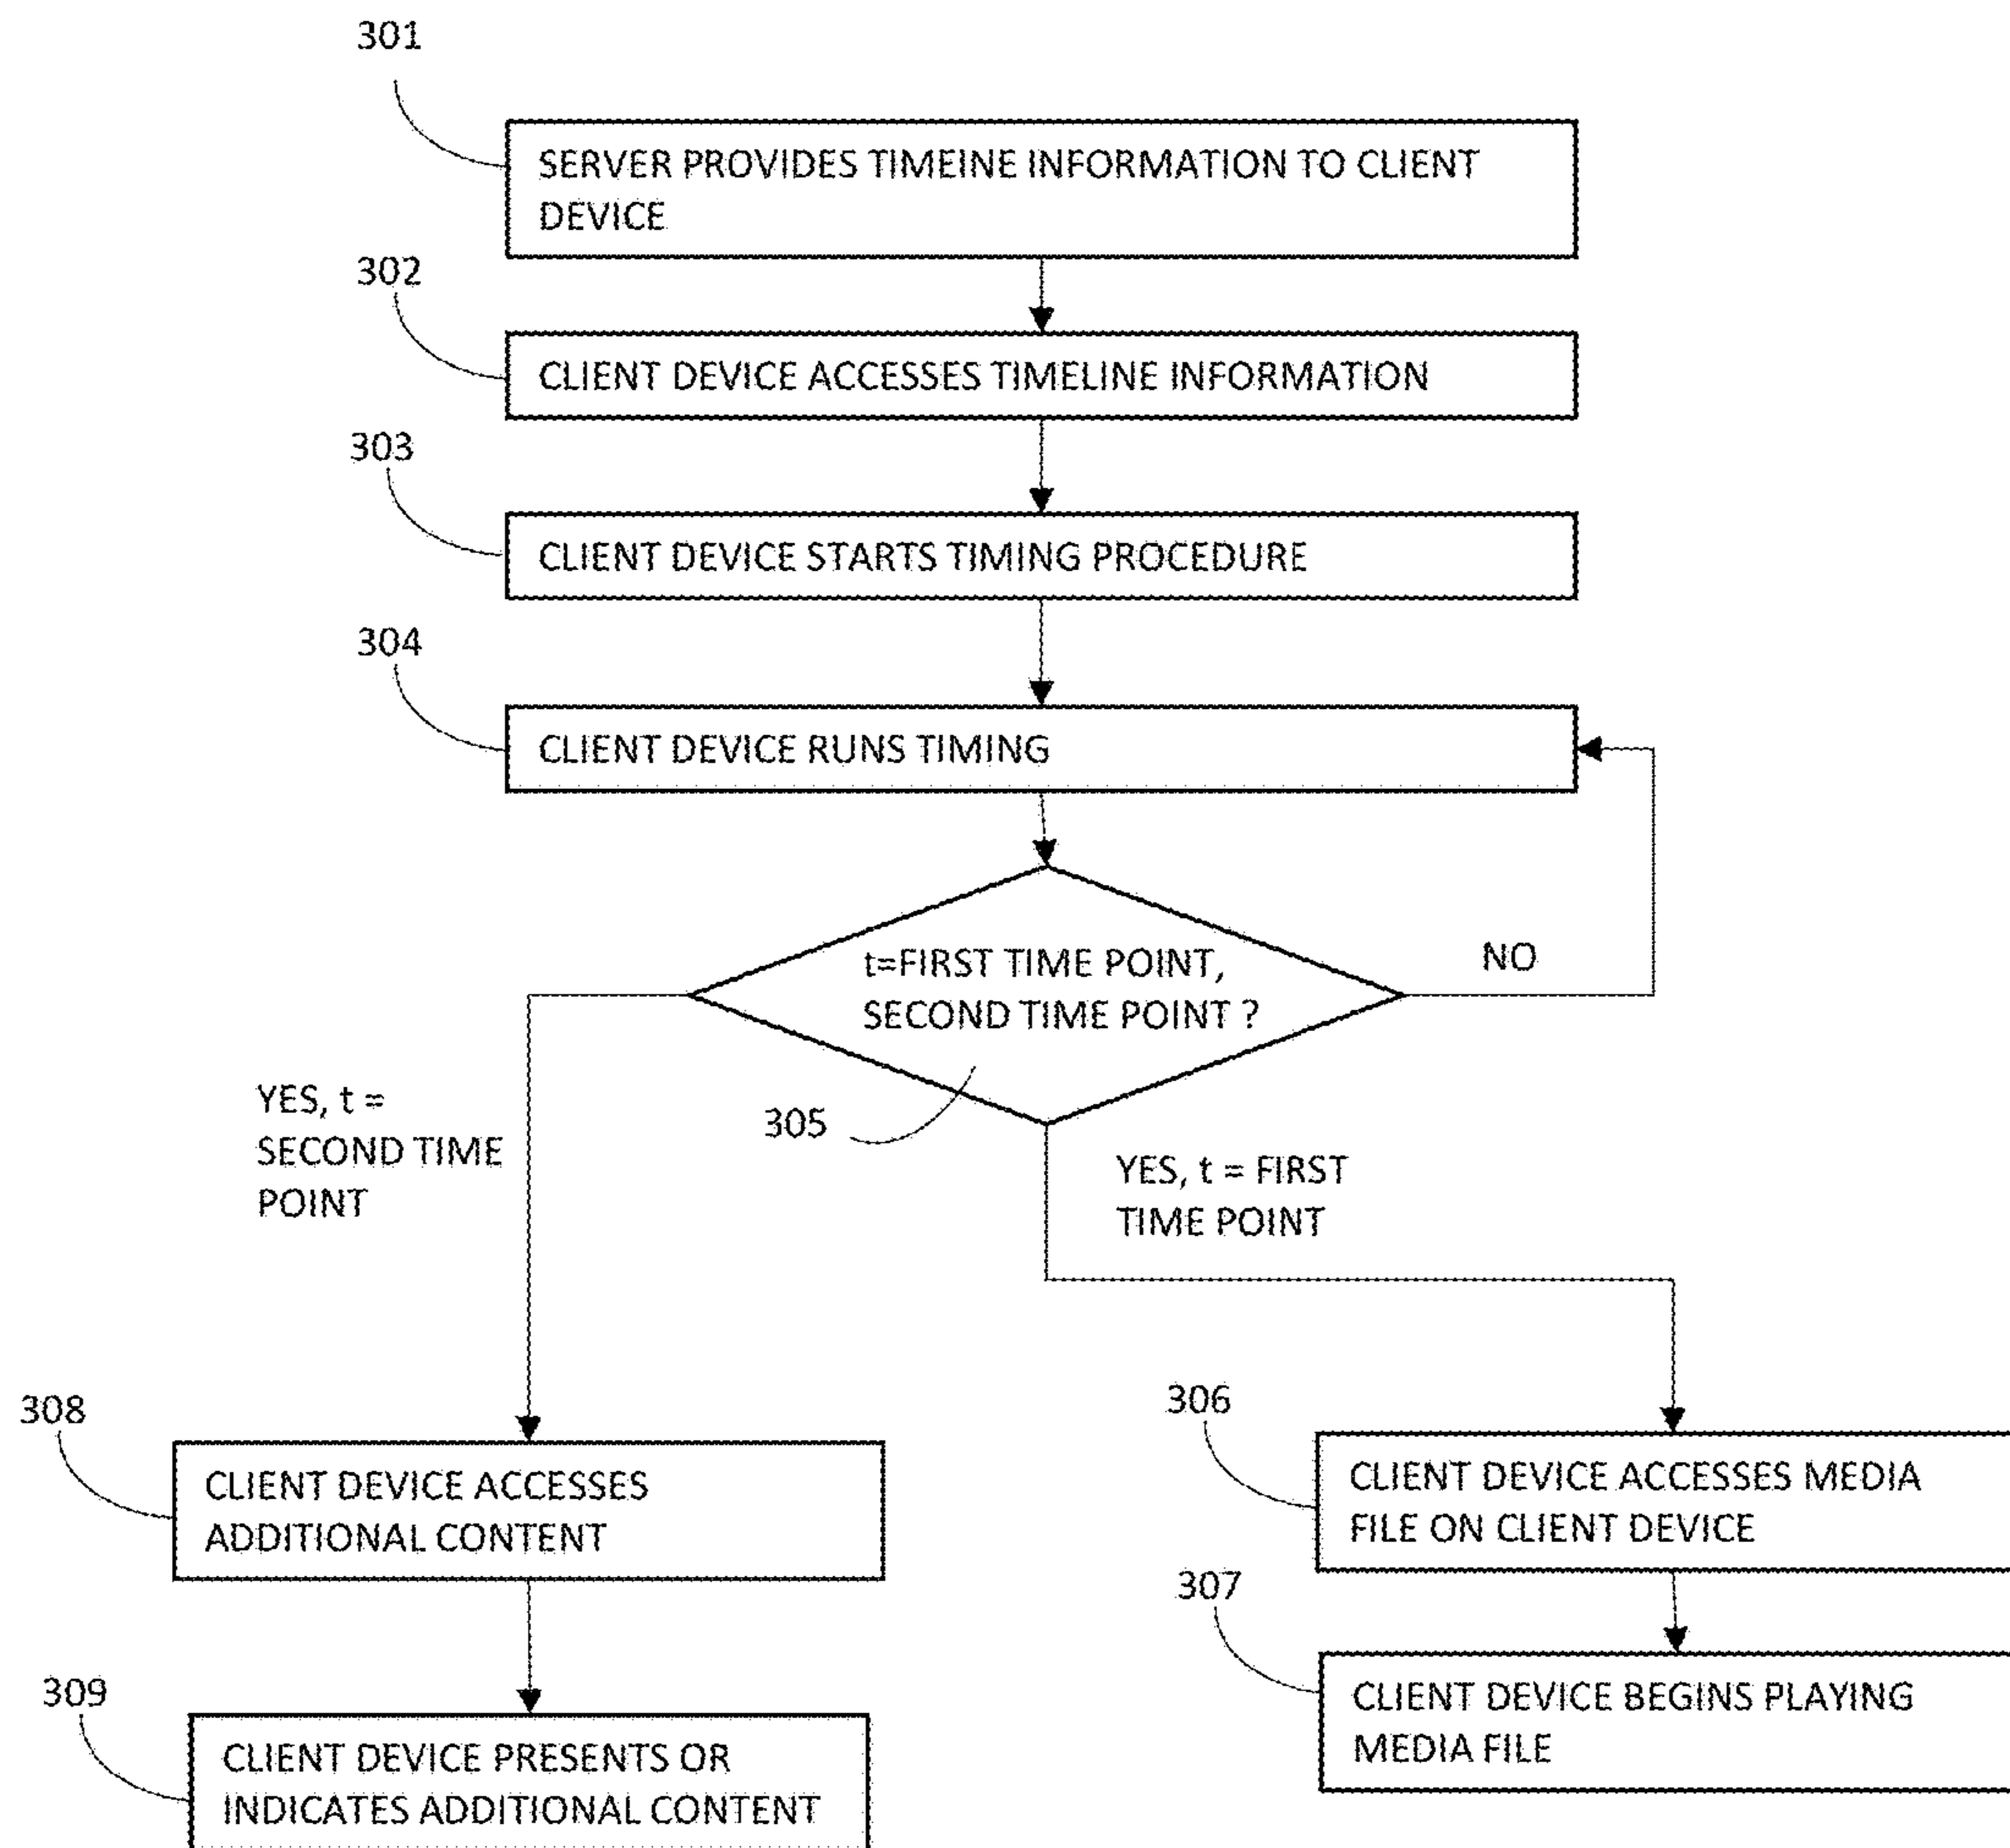 301
SERVER PROVIDES TIMEINE INFORMATION TO CLIENT
DEVICE
302
CLIENT DEVICE ACCESSES TIMELINE INFORMATION
303
CLIENT DEVICE STARTS TIMING PROCEDURE
304
CLIENT DEVICE RUNS TIMING
t=FIRST TIME POINT,
SECOND TIME POINT ?
NO
305
YES, t =
SECOND TIME
POINT
YES, t = FIRST
TIME POINT
308
CLIENT DEVICE ACCESSES
ADDITIONAL CONTENT
306
CLIENT DEVICE ACCESSES MEDIA
FILE ON CLIENT DEVICE
307
CLIENT DEVICE BEGINS PLAYING
MEDIA FILE
309
CLIENT DEVICE PRESENTS OR
INDICATES ADDITIONAL CONTENT